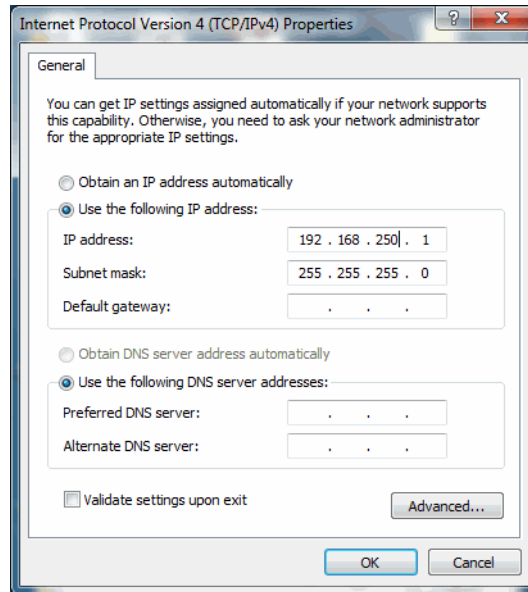 Internet Protocol Version 4 (TCP/IPv4) Properties
General
You can get IP settings assigned automatically if your network supports
this capability. Otherwise, you need to ask your network administrator
for the appropriate IP settings.
Obtain an IP address automatically
Use the following IP address:
IP address: 192 . 168 . 250 . 1
Subnet mask: 255 . 255 . 255 . 0
Default gateway: . . .
Obtain DNS server address automatically
Use the following DNS server addresses:
Preferred DNS server: . . .
Alternate DNS server: . . .
Validate settings upon exit
Advanced...
OK Cancel